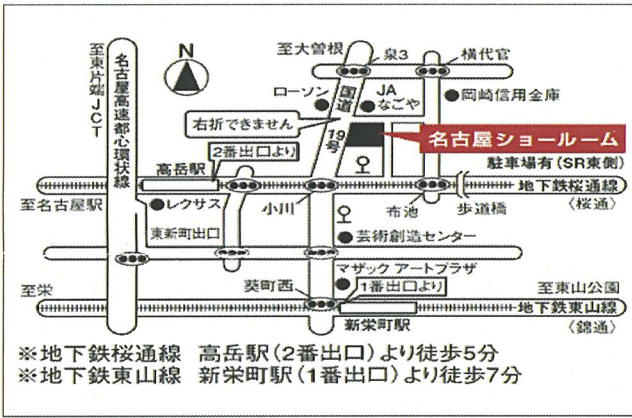 至東片端JCT
名古屋高速都心環状線
N
至大曽根
泉3
横代官
ローソン
国道19号
JAなごや
岡崎信用金庫
右折できません
名古屋ショールーム
駐車場有(SR東側)
高岳駅
2番出口より
地下鉄桜通線
〈桜通〉
至名古屋駅
レクサス
東新町出口
小川
布池
歩道橋
芸術創造センター
マザック アートプラザ
葵町西
1番出口より
至栄
至東山公園
地下鉄東山線
〈錦通〉
新栄町駅
※地下鉄桜通線 高岳駅(2番出口)より徒歩5分
※地下鉄東山線 新栄町駅(1番出口)より徒歩7分